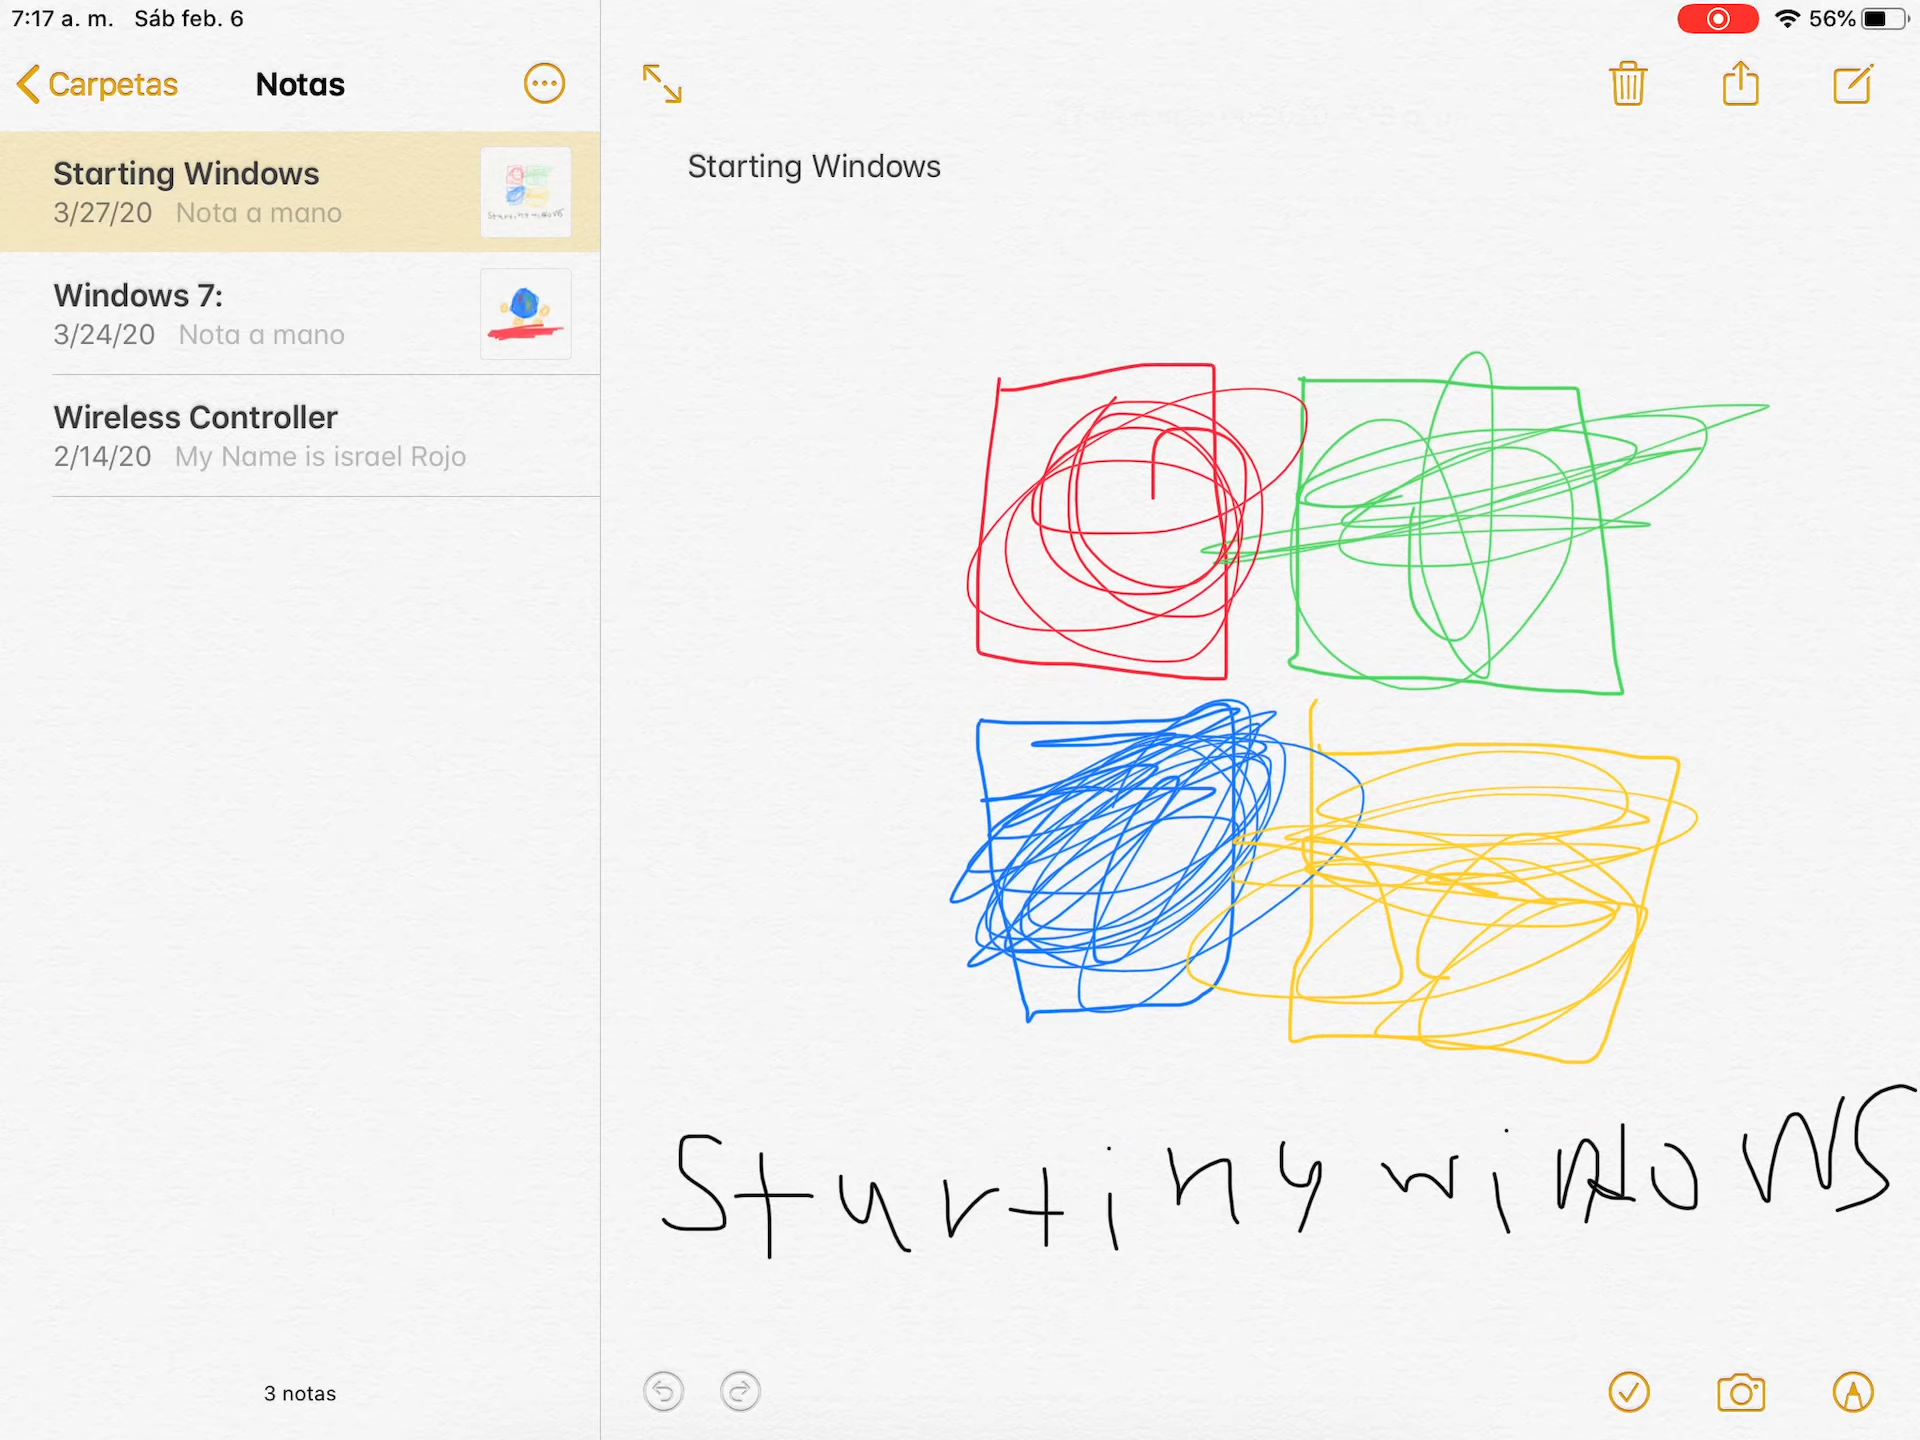 7:17 a. m. Sáb feb. 6
56%
Carpetas
Notas
Starting Windows
3/27/20 Nota a mano
Windows 7:
3/24/20 Nota a mano
Wireless Controller
2/14/20 My Name is israel Rojo
3 notas
Starting Windows
Starting windows